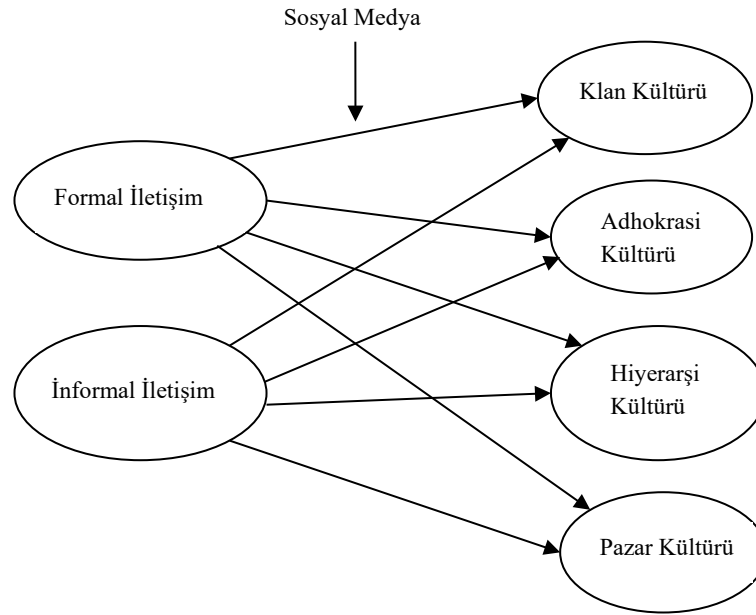 Sosyal Medya
Klan Kültürü
Formal İletişim
Adhokrasi
Kültürü
İnformal İletişim
Hiyerarşi
Kültürü
Pazar Kültürü